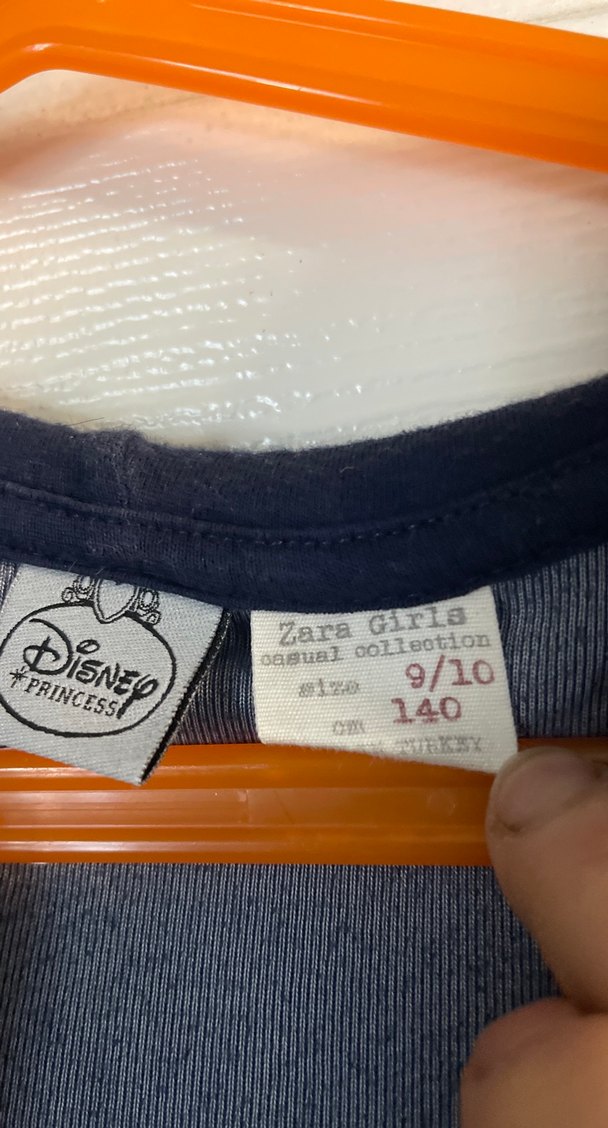 Disney
PRINCESS
Zara Girls
casual collection
size 9/10
cm 140
TURKEY